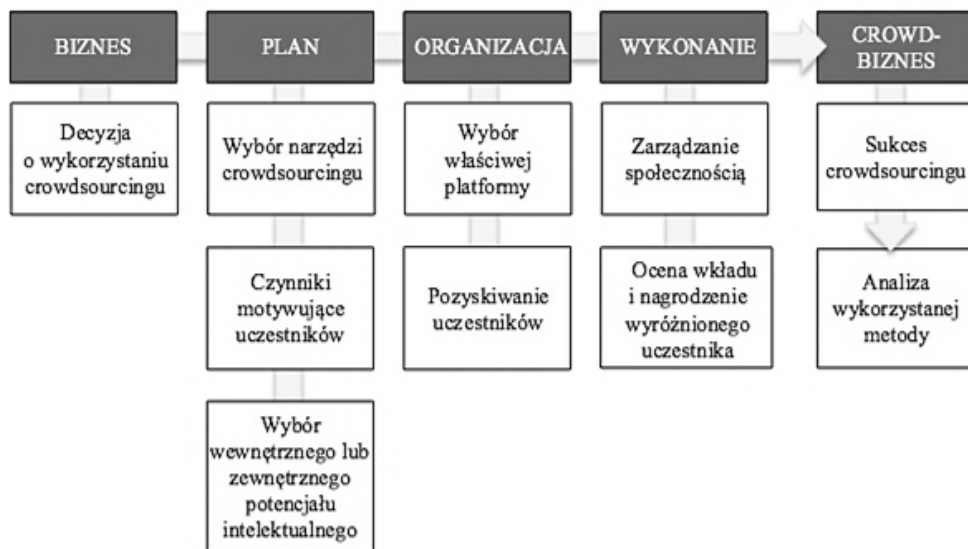 BIZNES
PLAN
ORGANIZACJA
WYKONANIE
CROWD-
BIZNES
Decyzja
o wykorzystaniu
crowdsourcingu
Wybór narzędzi
crowdsourcingu
Wybór
właściwej
platformy
Zarządzanie
społecznością
Sukces
crowdsourcingu
Czynniki
motywujące
uczestników
Pozyskiwanie
uczestników
Ocena wkładu
i nagrodzenie
wyróżnionego
uczestnika
Analiza
wykorzystanej
metody
Wybór
wewnętrznego lub
zewnętrznego
potencjału
intelektualnego